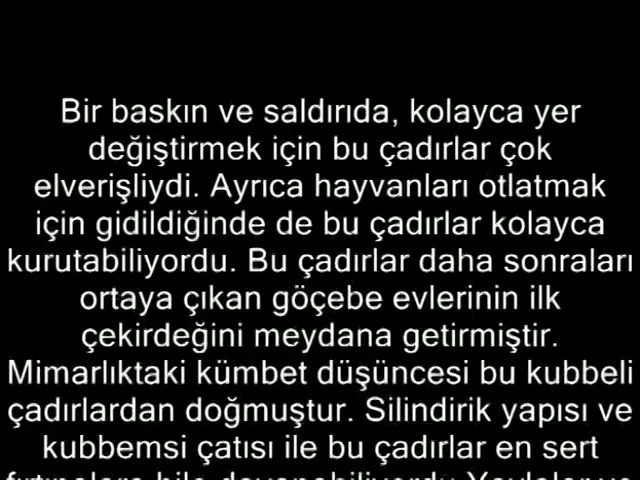 Bir baskın ve saldırıda, kolayca yer
değiştirmek için bu çadırlar çok
elverişliydi. Ayrıca hayvanları otlatmak
için gidildiğinde de bu çadırlar kolayca
kurutabiliyordu. Bu çadırlar daha sonraları
ortaya çıkan göçebe evlerinin ilk
çekirdeğini meydana getirmiştir.
Mimarlıktaki kümbet düşüncesi bu kubbeli
çadırlardan doğmuştur. Silindirik yapısı ve
kubbemsi çatısı ile bu çadırlar en sert